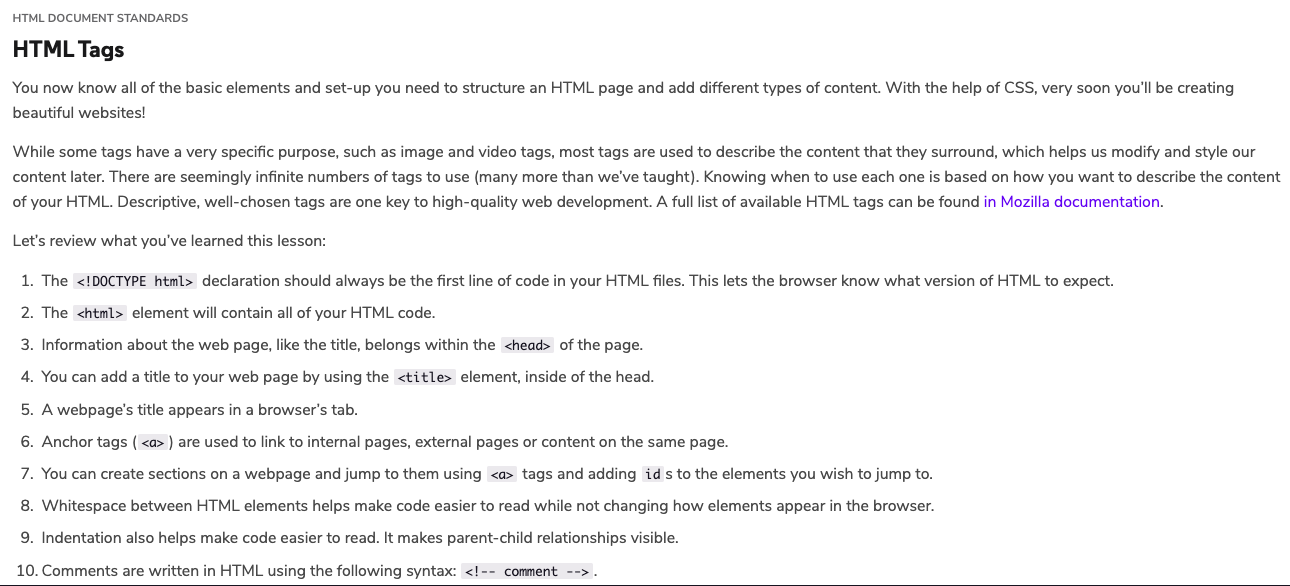 HTML DOCUMENT STANDARDS
HTML Tags
You now know all of the basic elements and set-up you need to structure an HTML page and add different types of content. With the help of CSS, very soon you’ll be creating
beautiful websites!
While some tags have a very specific purpose, such as image and video tags, most tags are used to describe the content that they surround, which helps us modify and style our
content later. There are seemingly infinite numbers of tags to use (many more than we’ve taught). Knowing when to use each one is based on how you want to describe the content
of your HTML. Descriptive, well-chosen tags are one key to high-quality web development. A full list of available HTML tags can be found in Mozilla documentation.
Let’s review what you’ve learned this lesson:
1. The <!DOCTYPE html> declaration should always be the first line of code in your HTML files. This lets the browser know what version of HTML to expect.
2. The <html> element will contain all of your HTML code.
3. Information about the web page, like the title, belongs within the <head> of the page.
4. You can add a title to your web page by using the <title> element, inside of the head.
5. A webpage’s title appears in a browser’s tab.
6. Anchor tags ( <a> ) are used to link to internal pages, external pages or content on the same page.
7. You can create sections on a webpage and jump to them using <a> tags and adding id s to the elements you wish to jump to.
8. Whitespace between HTML elements helps make code easier to read while not changing how elements appear in the browser.
9. Indentation also helps make code easier to read. It makes parent-child relationships visible.
10. Comments are written in HTML using the following syntax: <!-- comment --> .